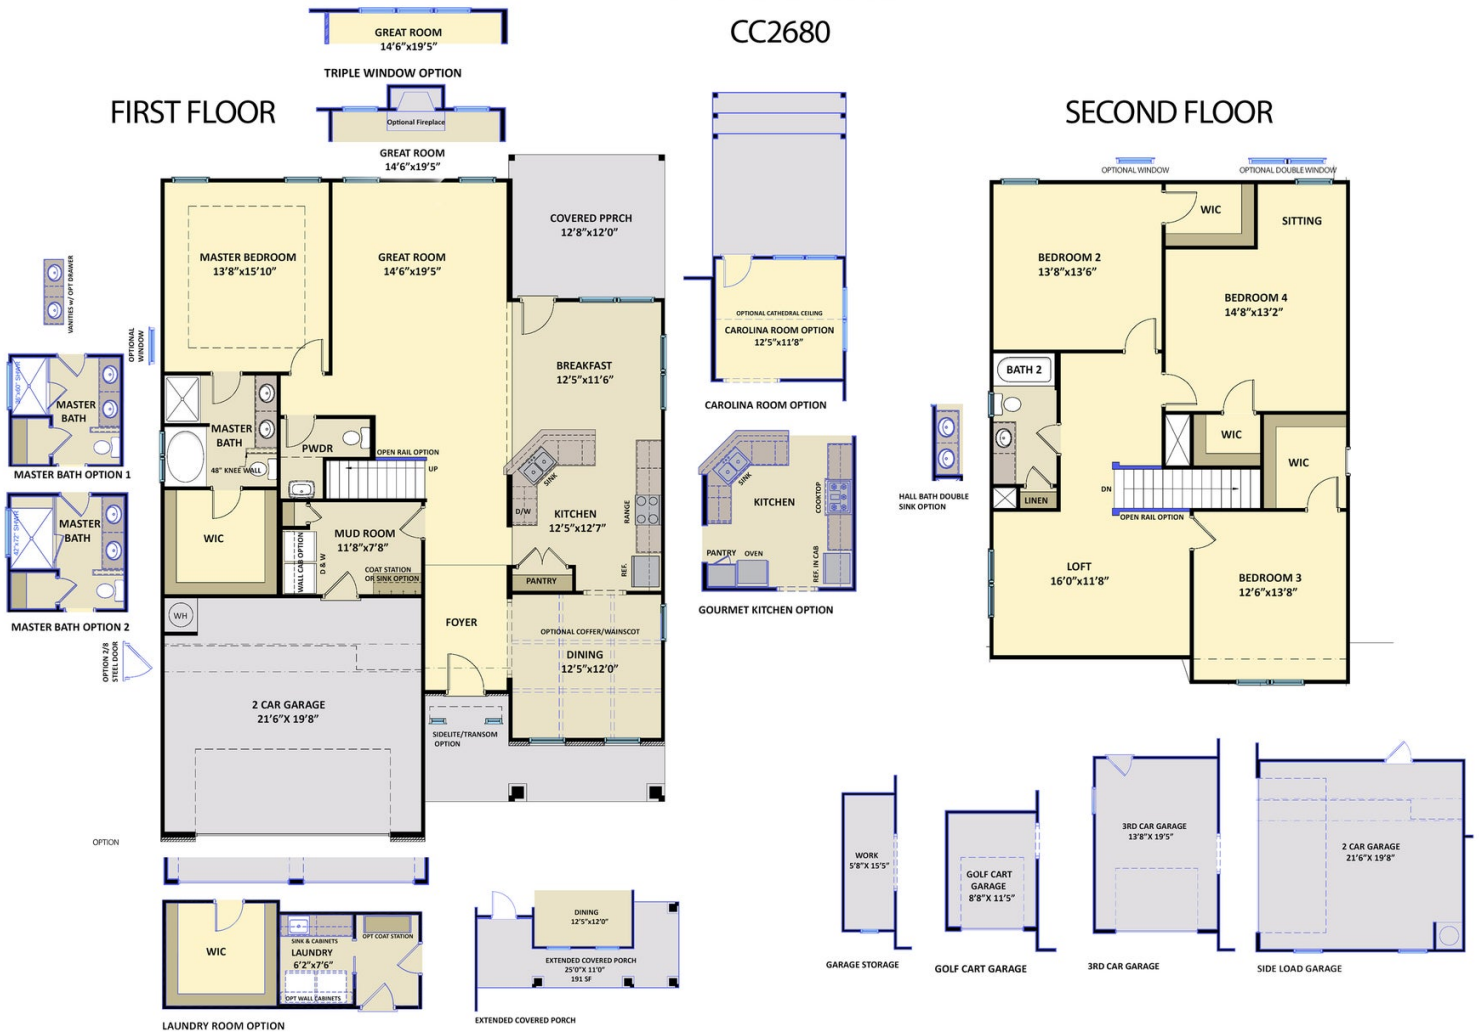 CC2680
GREAT ROOM
14'6"x19'5"
TRIPLE WINDOW OPTION
FIRST FLOOR
Optional Fireplace
GREAT ROOM
14'6"x19'5"
MASTER BEDROOM
13'8"x15'10"
GREAT ROOM
14'6"x19'5"
COVERED PPRCH
12'8"x12'0"
BREAKFAST
12'5"x11'6"
VANITIES w/ OPT DRAWER
OPTIONAL
WINDOW
36"x60" SHWR
MASTER
BATH
MASTER BATH OPTION 1
42"x72" SHWR
MASTER
BATH
MASTER BATH OPTION 2
OPTION 2/8
STEEL DOOR
MASTER
BATH
48" KNEE WALL
PWDR
OPEN RAIL OPTION
UP
SINK
D/W
KITCHEN
12'5"x12'7"
RANGE
REF.
PANTRY
WIC
MUD ROOM
11'8"x7'8"
WALL CAB OPTION
D & W
COAT STATION
OR SINK OPTION
WH
FOYER
OPTIONAL COFFER/WAINSCOT
DINING
12'5"x12'0"
2 CAR GARAGE
21'6"X 19'8"
SIDELITE/TRANSOM
OPTION
OPTION
WIC
SINK & CABINETS
LAUNDRY
6'2"x7'6"
OPT WALL CABINETS
OPT COAT STATION
LAUNDRY ROOM OPTION
DINING
12'5"x12'0"
EXTENDED COVERED PORCH
25'0"X 11'0"
191 SF
EXTENDED COVERED PORCH
OPTIONAL CATHEDRAL CEILING
CAROLINA ROOM OPTION
12'5"x11'8"
CAROLINA ROOM OPTION
SINK
KITCHEN
COOKTOP
PANTRY
OVEN
REF. IN CAB
GOURMET KITCHEN OPTION
SECOND FLOOR
OPTIONAL WINDOW
OPTIONAL DOUBLE WINDOW
WIC
SITTING
BEDROOM 2
13'8"x13'6"
BEDROOM 4
14'8"x13'2"
BATH 2
HALL BATH DOUBLE
SINK OPTION
WIC
WIC
DN
LINEN
OPEN RAIL OPTION
LOFT
16'0"x11'8"
BEDROOM 3
12'6"x13'8"
WORK
5'8"X 15'5"
GARAGE STORAGE
GOLF CART
GARAGE
8'8"X 11'5"
GOLF CART GARAGE
3RD CAR GARAGE
13'8"X 19'5"
3RD CAR GARAGE
2 CAR GARAGE
21'6"X 19'8"
SIDE LOAD GARAGE